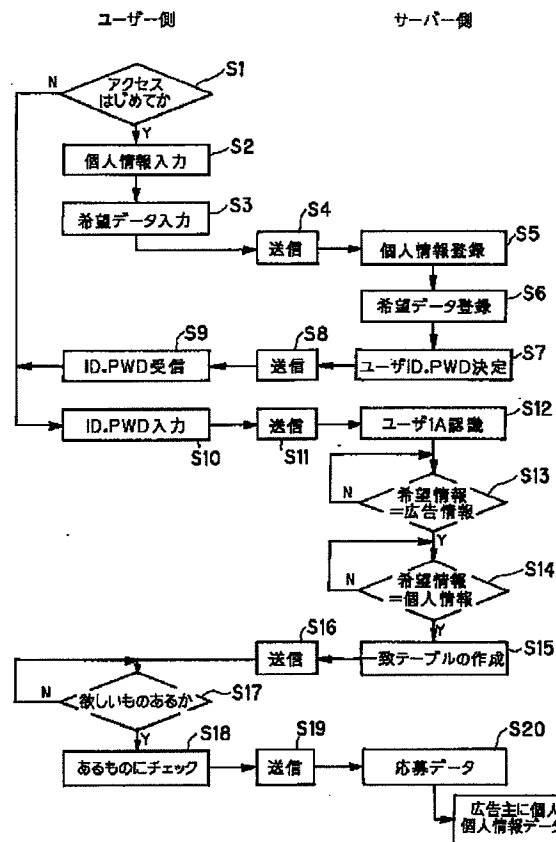 ユーザー側
サーバー側
アクセス
はじめてか
S1
N
Y
個人情報入力
S2
希望データ入力
S3
送信
S4
個人情報登録
S5
希望データ登録
S6
ユーザID.PWD決定
S7
送信
S8
ID.PWD受信
S9
ID.PWD入力
S10
送信
S11
ユーザ1A認識
S12
希望情報
=広告情報
S13
N
Y
希望情報
=個人情報
S14
N
Y
一致テーブルの作成
S15
送信
S16
欲しいものあるか
S17
N
Y
あるものにチェック
S18
送信
S19
応募データ
S20
広告主に個人
個人情報データ